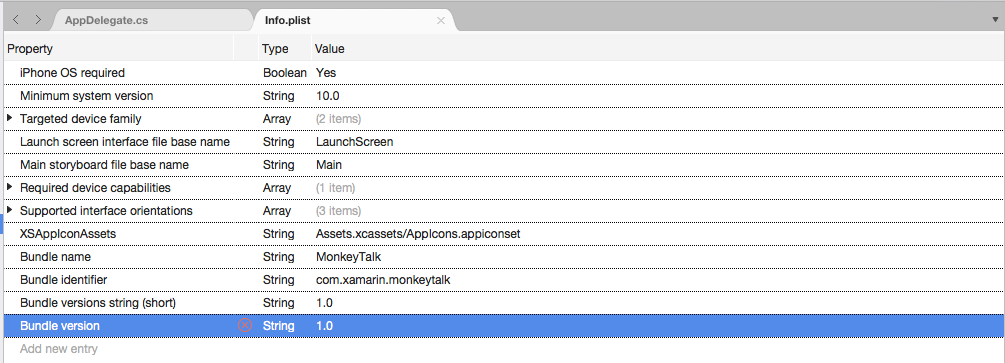 AppDelegate.cs Info.plist
Property Type Value
iPhone OS required Boolean Yes
Minimum system version String 10.0
Targeted device family Array (2 items)
Launch screen interface file base name String LaunchScreen
Main storyboard file base name String Main
Required device capabilities Array (1 item)
Supported interface orientations Array (3 items)
XSAppIconAssets String Assets.xcassets/AppIcons.appiconset
Bundle name String MonkeyTalk
Bundle identifier String com.xamarin.monkeytalk
Bundle versions string (short) String 1.0
Bundle version String 1.0
Add new entry